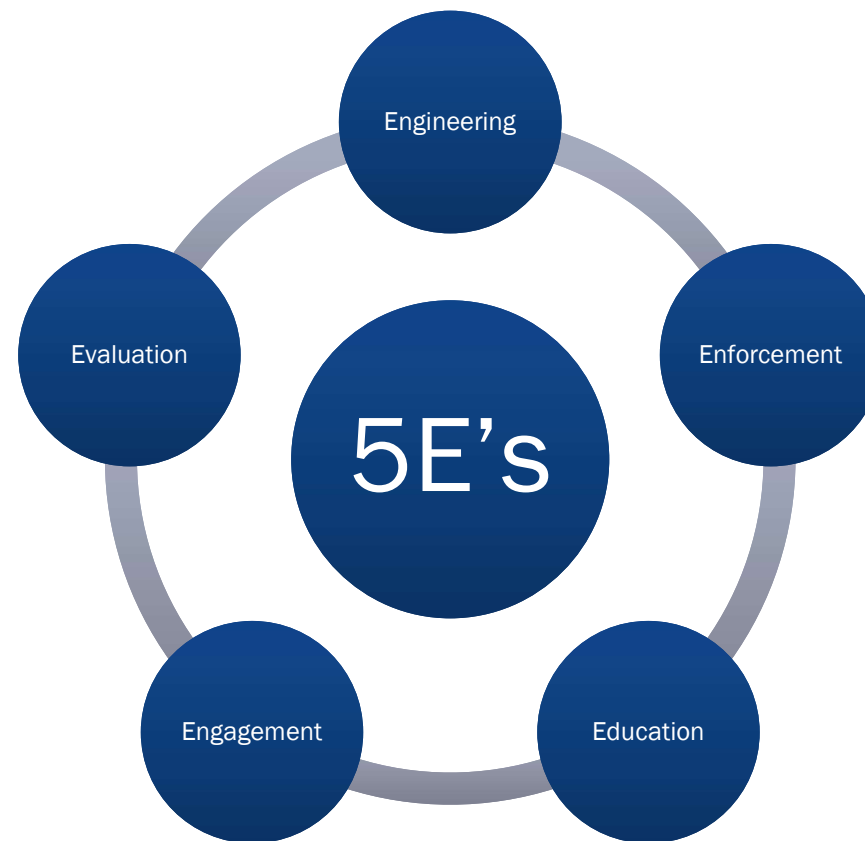 Engineering
Evaluation
Enforcement
5E’s
Engagement
Education